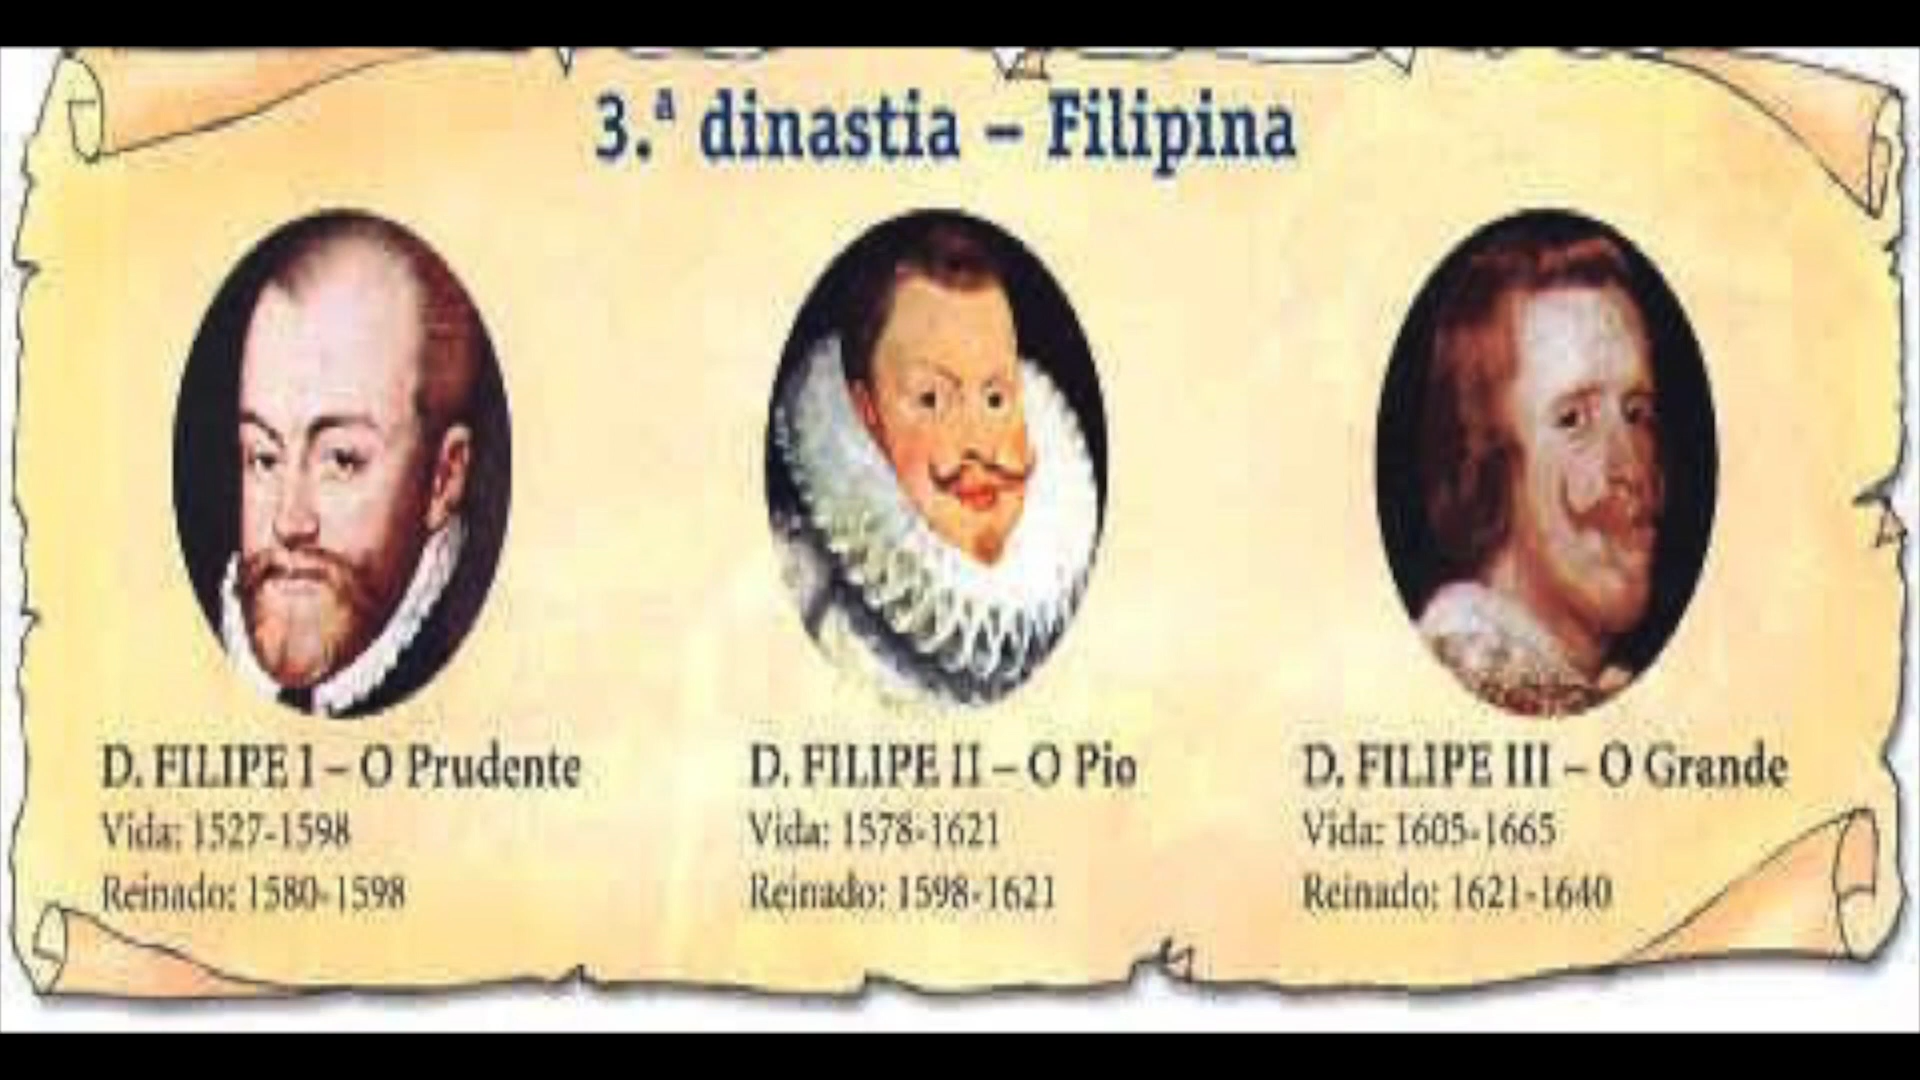 3.ª dinastia – Filipina
D. FILIPE I – O Prudente
Vida: 1527-1598
Reinado: 1580-1598
D. FILIPE II – O Pio
Vida: 1578-1621
Reinado: 1598-1621
D. FILIPE III – O Grande
Vida: 1605-1665
Reinado: 1621-1640